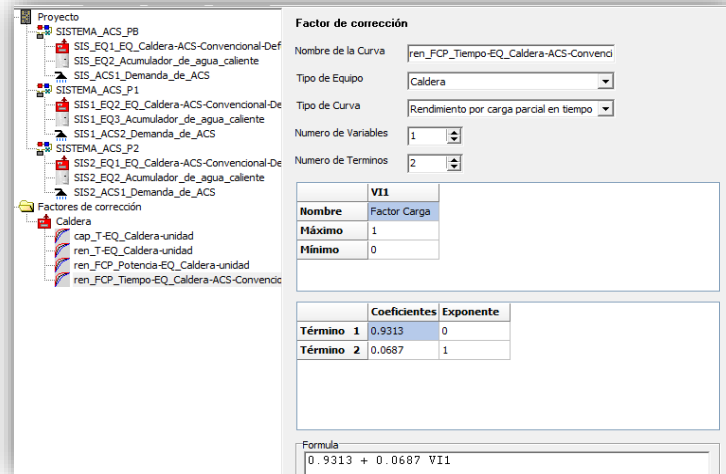 Proyecto
SISTEMA_ACS_PB
SIS_EQ1_EQ_Caldera-ACS-Convencional-Def
SIS_EQ2_Acumulador_de_agua_caliente
SIS_ACS1_Demanda_de_ACS
SISTEMA_ACS_P1
SIS1_EQ2_EQ_Caldera-ACS-Convencional-De
SIS1_EQ3_Acumulador_de_agua_caliente
SIS1_ACS2_Demanda_de_ACS
SISTEMA_ACS_P2
SIS2_EQ1_EQ_Caldera-ACS-Convencional-De
SIS2_EQ2_Acumulador_de_agua_caliente
SIS2_ACS1_Demanda_de_ACS
Factores de corrección
Caldera
cap_T-EQ_Caldera-unidad
ren_T-EQ_Caldera-unidad
ren_FCP_Potencia-EQ_Caldera-unidad
ren_FCP_Tiempo-EQ_Caldera-ACS-Convencio
Factor de corrección
Nombre de la Curva ren_FCP_Tiempo-EQ_Caldera-ACS-Convenci
Tipo de Equipo Caldera
Tipo de Curva Rendimiento por carga parcial en tiempo
Numero de Variables 1
Numero de Terminos 2
VI1
Nombre Factor Carga
Máximo 1
Mínimo 0
Coeficientes Exponente
Término 1 0.9313 0
Término 2 0.0687 1
Formula
0.9313 + 0.0687 VI1